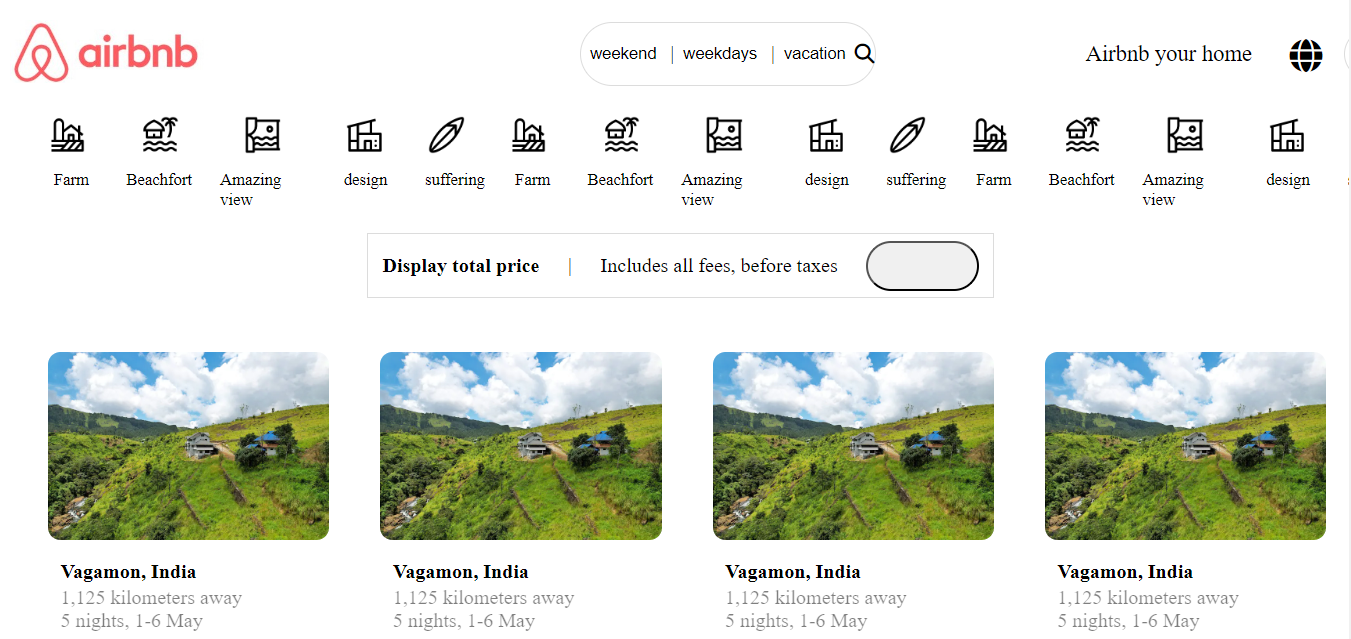 airbnb
weekend | weekdays | vacation
Airbnb your home
Farm Beachfort Amazing view design suffering Farm Beachfort Amazing view design suffering Farm Beachfort Amazing view design
Display total price | Includes all fees, before taxes
Vagamon, India Vagamon, India Vagamon, India Vagamon, India
1,125 kilometers away 1,125 kilometers away 1,125 kilometers away 1,125 kilometers away
5 nights, 1-6 May 5 nights, 1-6 May 5 nights, 1-6 May 5 nights, 1-6 May